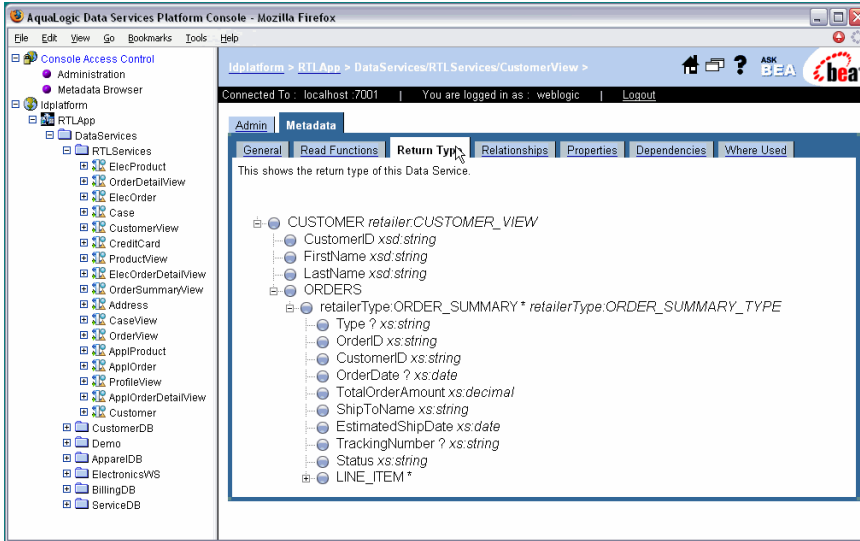 AquaLogic Data Services Platform Console - Mozilla Firefox
File Edit View Go Bookmarks Tools Help
Console Access Control
Administration
Metadata Browser
ldplatform
RTLApp
DataServices
RTLServices
ElecProduct
OrderDetailView
ElecOrder
Case
CustomerView
CreditCard
ProductView
ElecOrderDetailView
OrderSummaryView
Address
CaseView
OrderView
ApplProduct
ApplOrder
ProfileView
ApplOrderDetailView
Customer
CustomerDB
Demo
ApparelDB
ElectronicsWS
BillingDB
ServiceDB
ldplatform > RTLApp > DataServices/RTLServices/CustomerView >
ASK BEA
bea
Connected To : localhost :7001 | You are logged in as : weblogic | Logout
Admin Metadata
General Read Functions Return Type Relationships Properties Dependencies Where Used
This shows the return type of this Data Service.
CUSTOMER retailer:CUSTOMER_VIEW
CustomerID xsd:string
FirstName xsd:string
LastName xsd:string
ORDERS
retailerType:ORDER_SUMMARY * retailerType:ORDER_SUMMARY_TYPE
Type ? xs:string
OrderID xs:string
CustomerID xs:string
OrderDate ? xs:date
TotalOrderAmount xs:decimal
ShipToName xs:string
EstimatedShipDate xs:date
TrackingNumber ? xs:string
Status xs:string
LINE_ITEM *